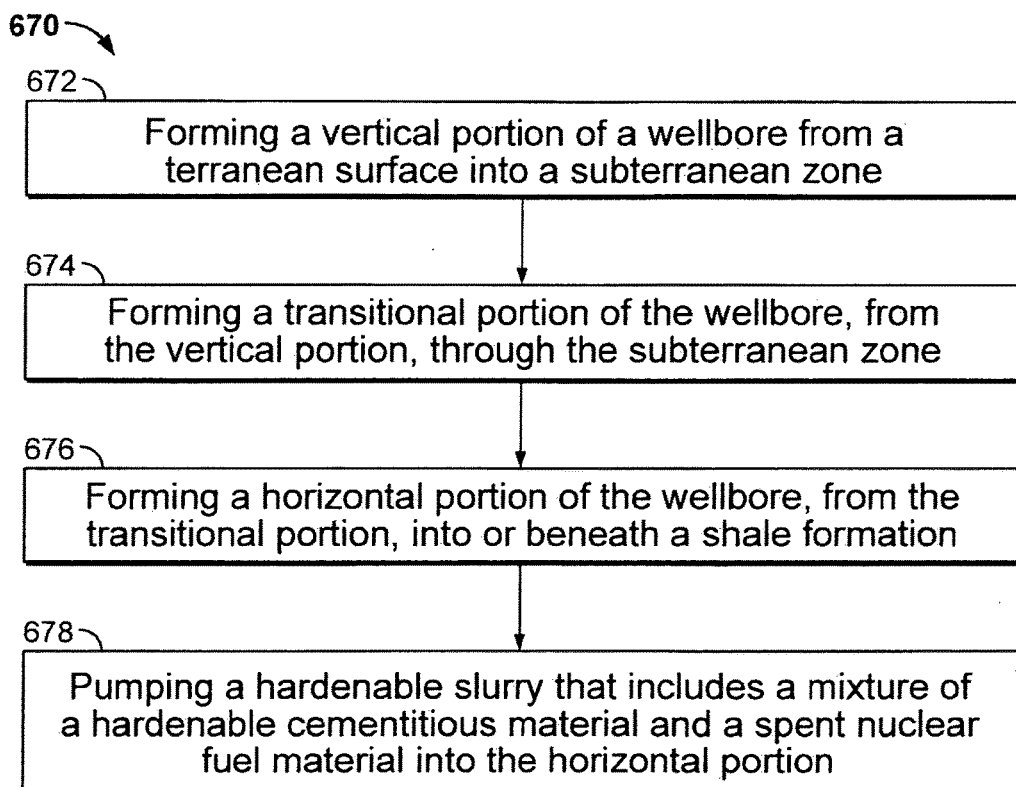 670
672
Forming a vertical portion of a wellbore from a
terranean surface into a subterranean zone
674
Forming a transitional portion of the wellbore, from
the vertical portion, through the subterranean zone
676
Forming a horizontal portion of the wellbore, from the
transitional portion, into or beneath a shale formation
678
Pumping a hardenable slurry that includes a mixture of
a hardenable cementitious material and a spent nuclear
fuel material into the horizontal portion